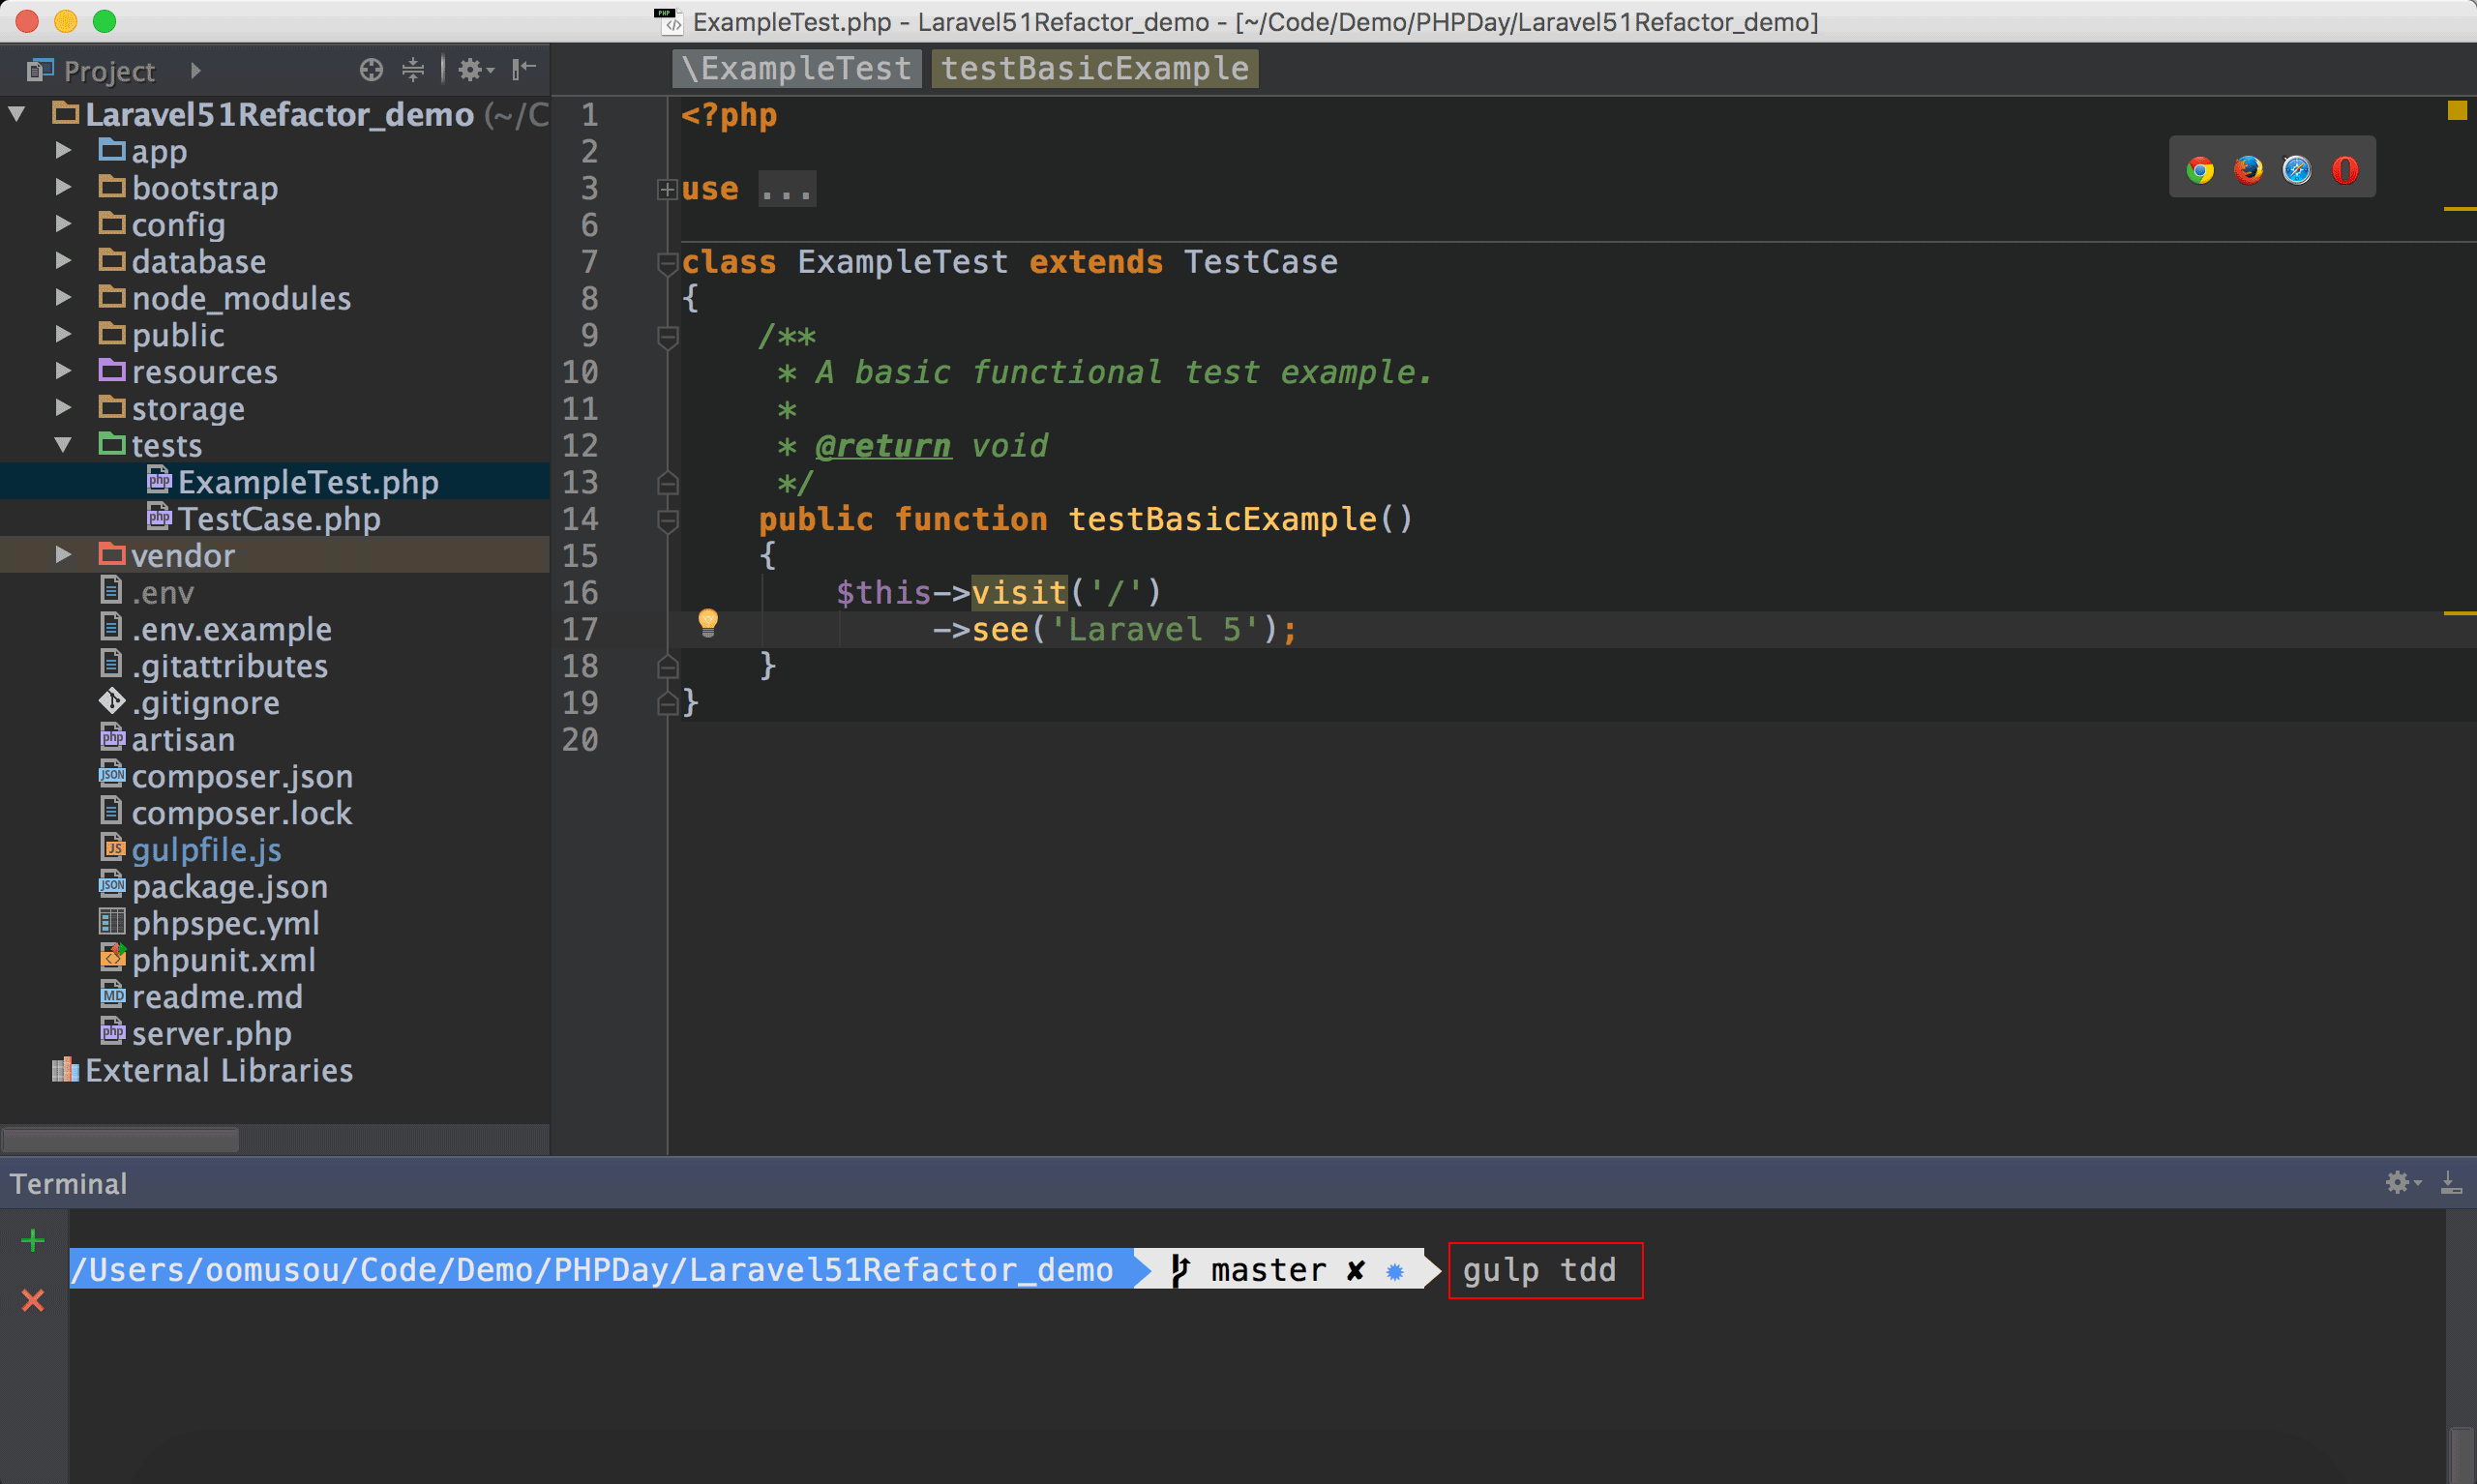 ExampleTest.php - Laravel51Refactor_demo - [~/Code/Demo/PHPDay/Laravel51Refactor_demo]
Project
\ExampleTest testBasicExample
Laravel51Refactor_demo (~/C
app
bootstrap
config
database
node_modules
public
resources
storage
tests
ExampleTest.php
TestCase.php
vendor
.env
.env.example
.gitattributes
.gitignore
artisan
composer.json
composer.lock
gulpfile.js
package.json
phpspec.yml
phpunit.xml
readme.md
server.php
External Libraries
1 <?php
2
3 use ...
6
7 class ExampleTest extends TestCase
8 {
9 /**
10 * A basic functional test example.
11 *
12 * @return void
13 */
14 public function testBasicExample()
15 {
16 $this->visit('/')
17 ->see('Laravel 5');
18 }
19 }
20
Terminal
/Users/oomusou/Code/Demo/PHPDay/Laravel51Refactor_demo master ✘ ✹ gulp tdd